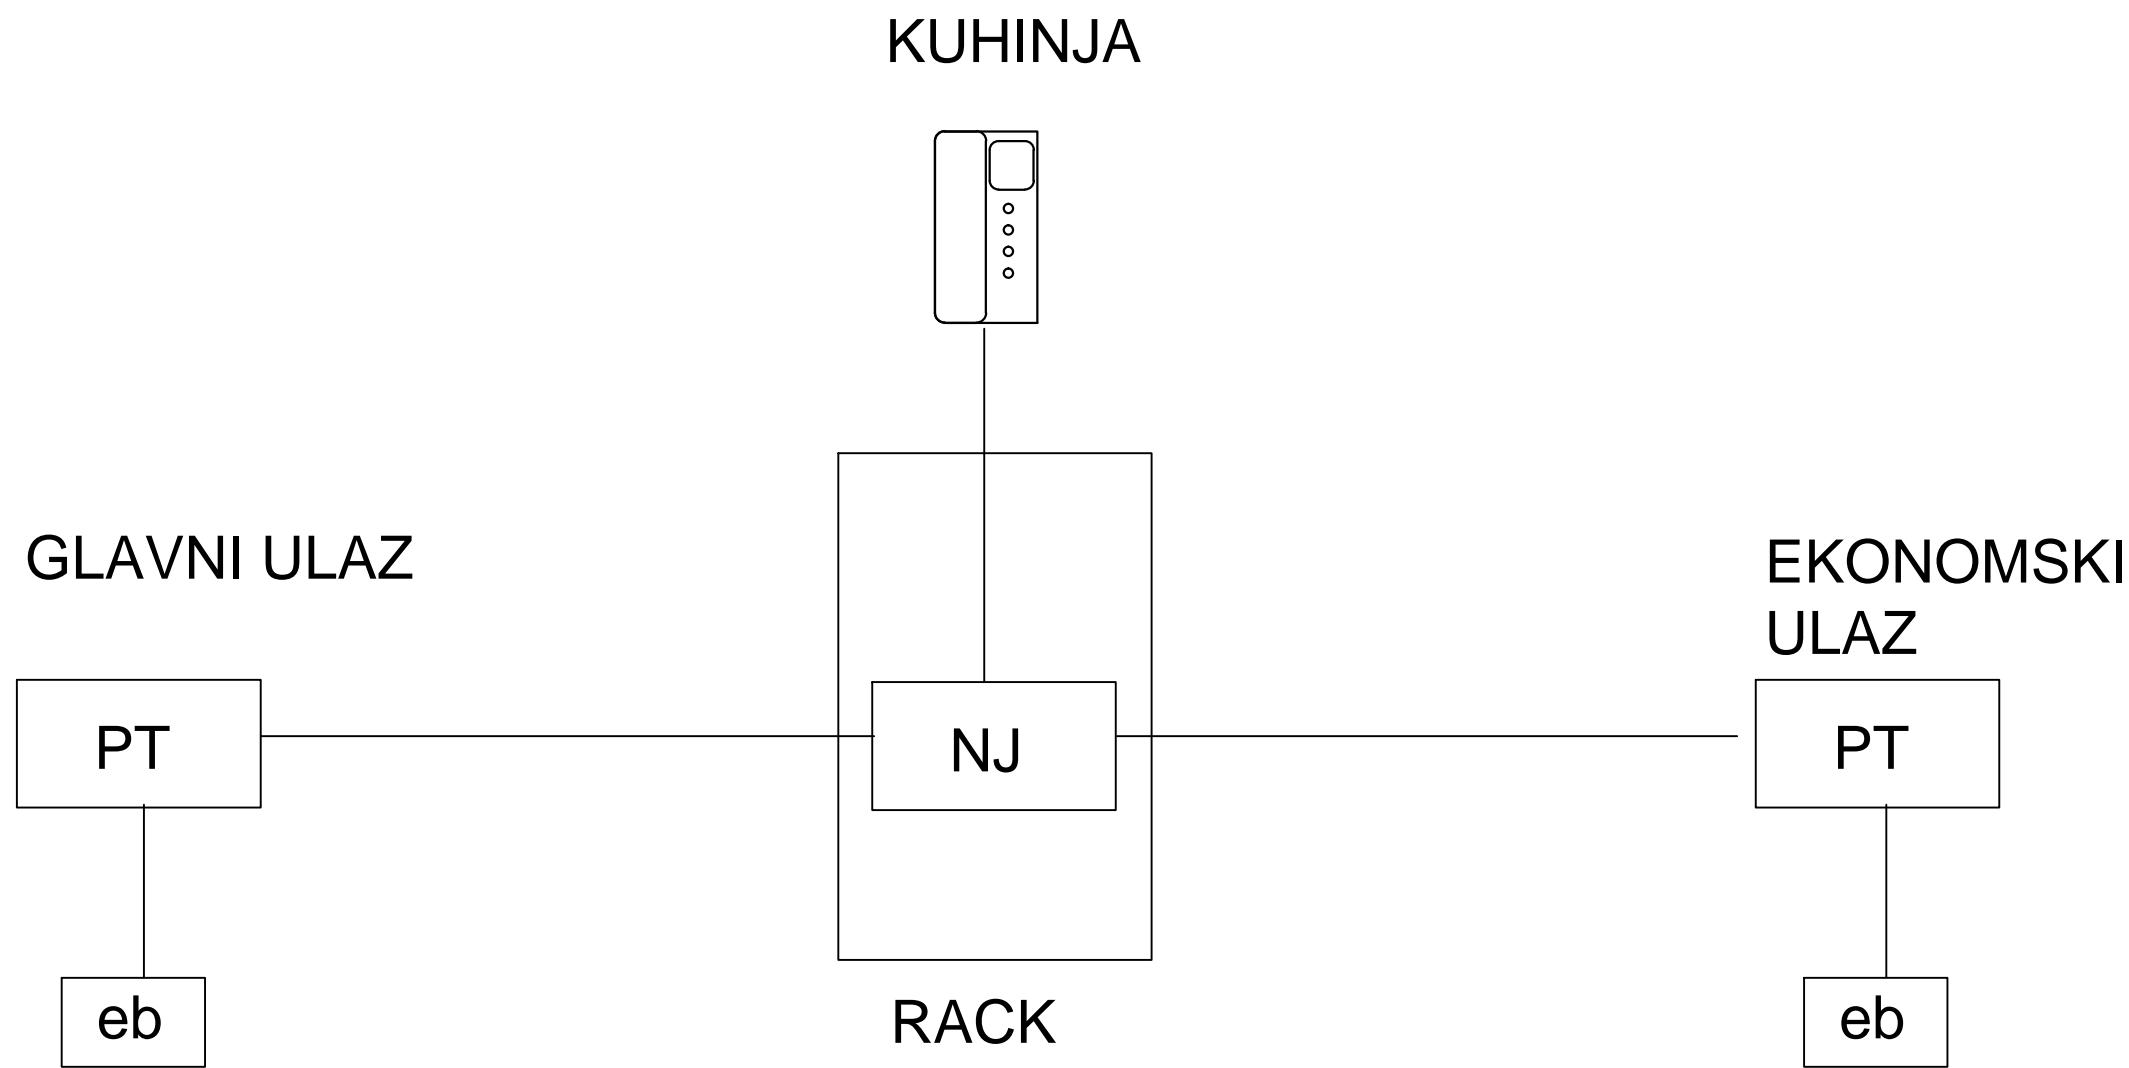 KUHINJA
GLAVNI ULAZ
EKONOMSKI
ULAZ
PT
NJ
PT
eb
RACK
eb